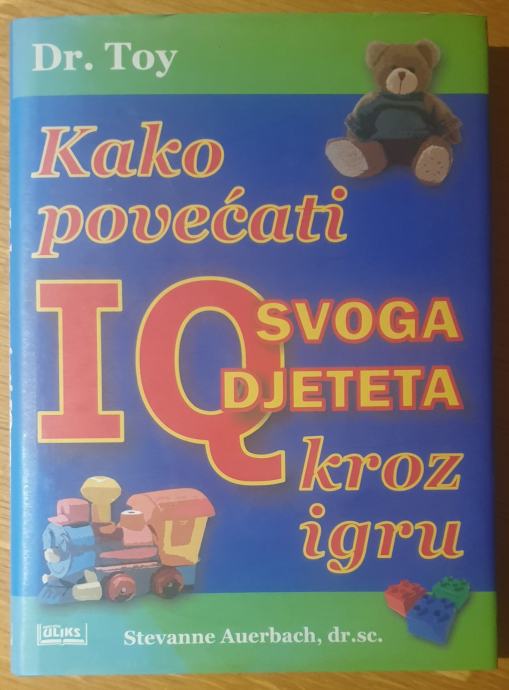 Dr. Toy
Kako
povećati
IQ SVOGA
DJETETA
kroz
igru
ULIKS
Stevanne Auerbach, dr.sc.